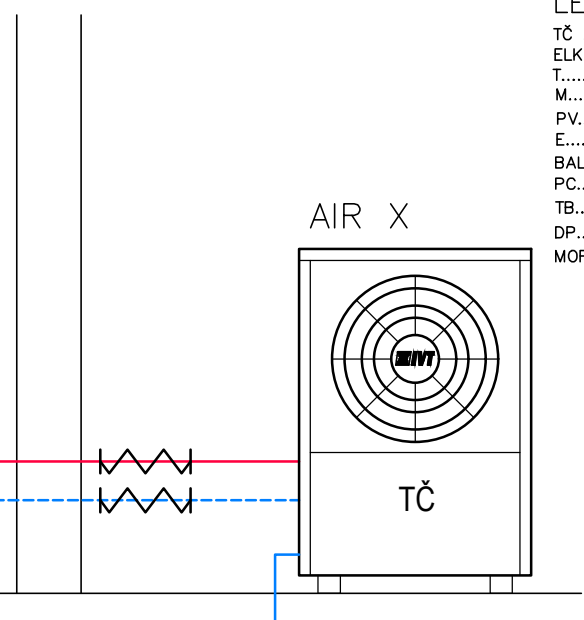 LE
TČ
ELK
T.....
M...
PV.
E....
BAL
PC..
TB..
DP..
MOF
AIR X
IVT
TČ